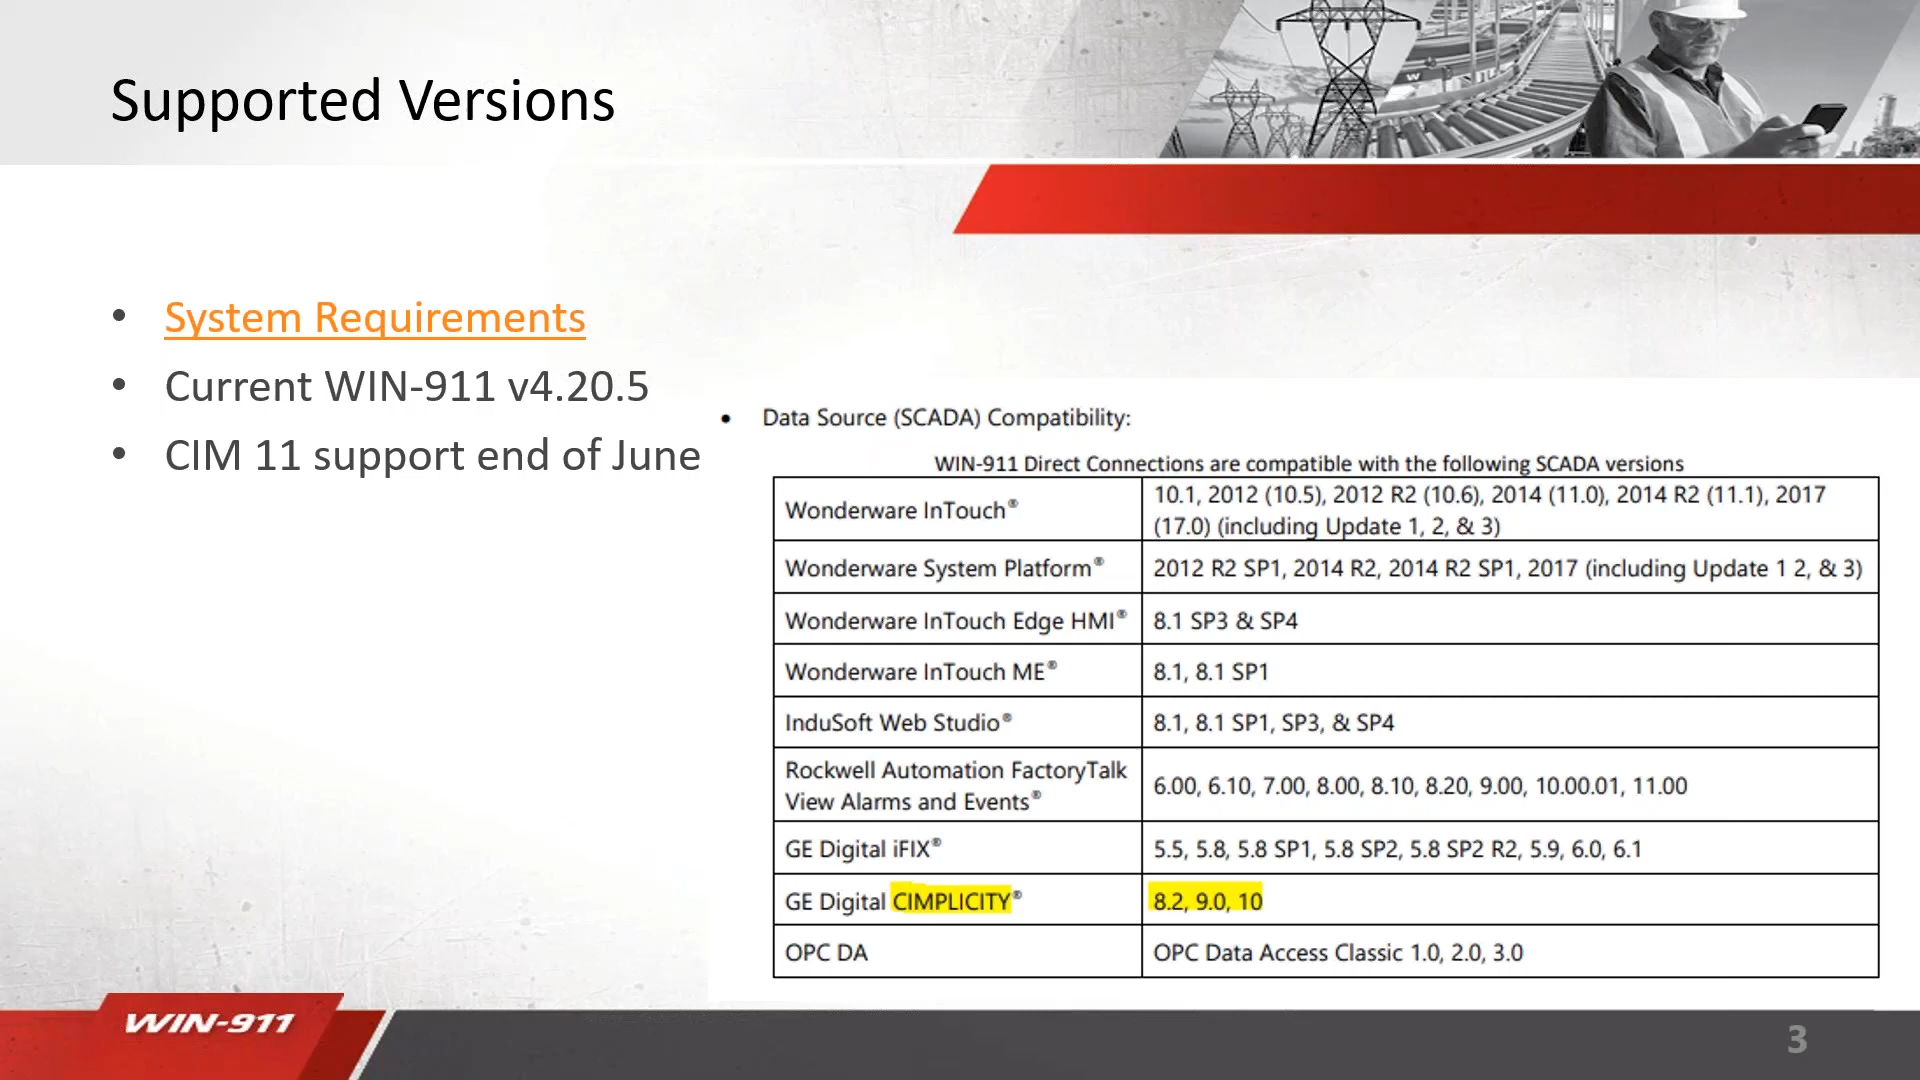 Supported Versions
• System Requirements
• Current WIN-911 v4.20.5
• CIM 11 support end of June
• Data Source (SCADA) Compatibility:
WIN-911 Direct Connections are compatible with the following SCADA versions
Wonderware InTouch® 10.1, 2012 (10.5), 2012 R2 (10.6), 2014 (11.0), 2014 R2 (11.1), 2017
(17.0) (including Update 1, 2, & 3)
Wonderware System Platform® 2012 R2 SP1, 2014 R2, 2014 R2 SP1, 2017 (including Update 1 2, & 3)
Wonderware InTouch Edge HMI® 8.1 SP3 & SP4
Wonderware InTouch ME® 8.1, 8.1 SP1
InduSoft Web Studio® 8.1, 8.1 SP1, SP3, & SP4
Rockwell Automation FactoryTalk
View Alarms and Events® 6.00, 6.10, 7.00, 8.00, 8.10, 8.20, 9.00, 10.00.01, 11.00
GE Digital iFIX® 5.5, 5.8, 5.8 SP1, 5.8 SP2, 5.8 SP2 R2, 5.9, 6.0, 6.1
GE Digital CIMPLICITY® 8.2, 9.0, 10
OPC DA OPC Data Access Classic 1.0, 2.0, 3.0
WIN-911
3